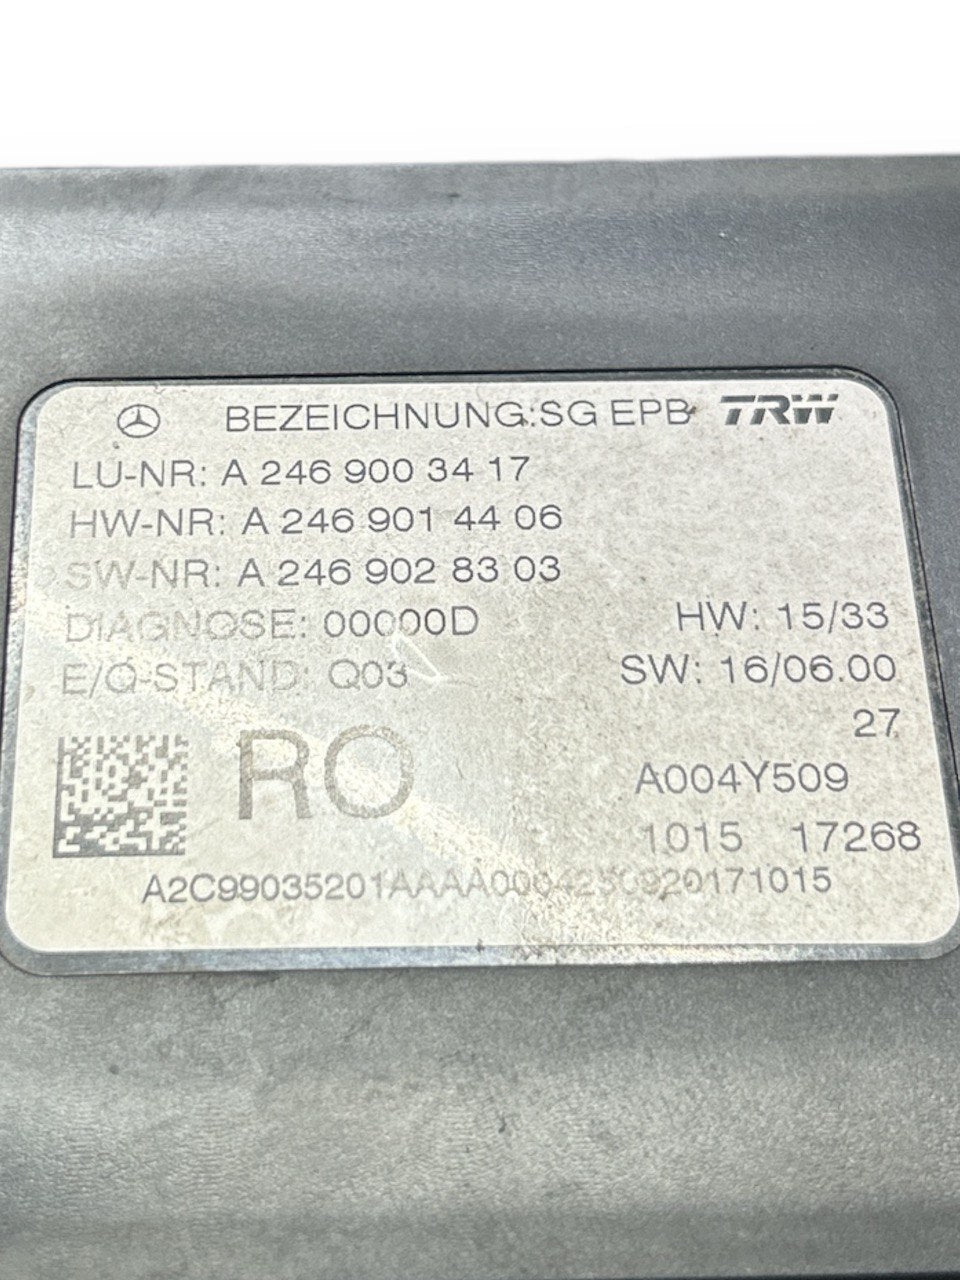 BEZEICHNUNG:SG EPB TRW
LU-NR: A 246 900 34 17
HW-NR: A 246 901 44 06
SW-NR: A 246 902 83 03
DIAGNOSE: 00000D HW: 15/33
E/Q-STAND: Q03 SW: 16/06.00
27
RO A004Y509
1015 17268
A2C99035201AAAA0004250920171015